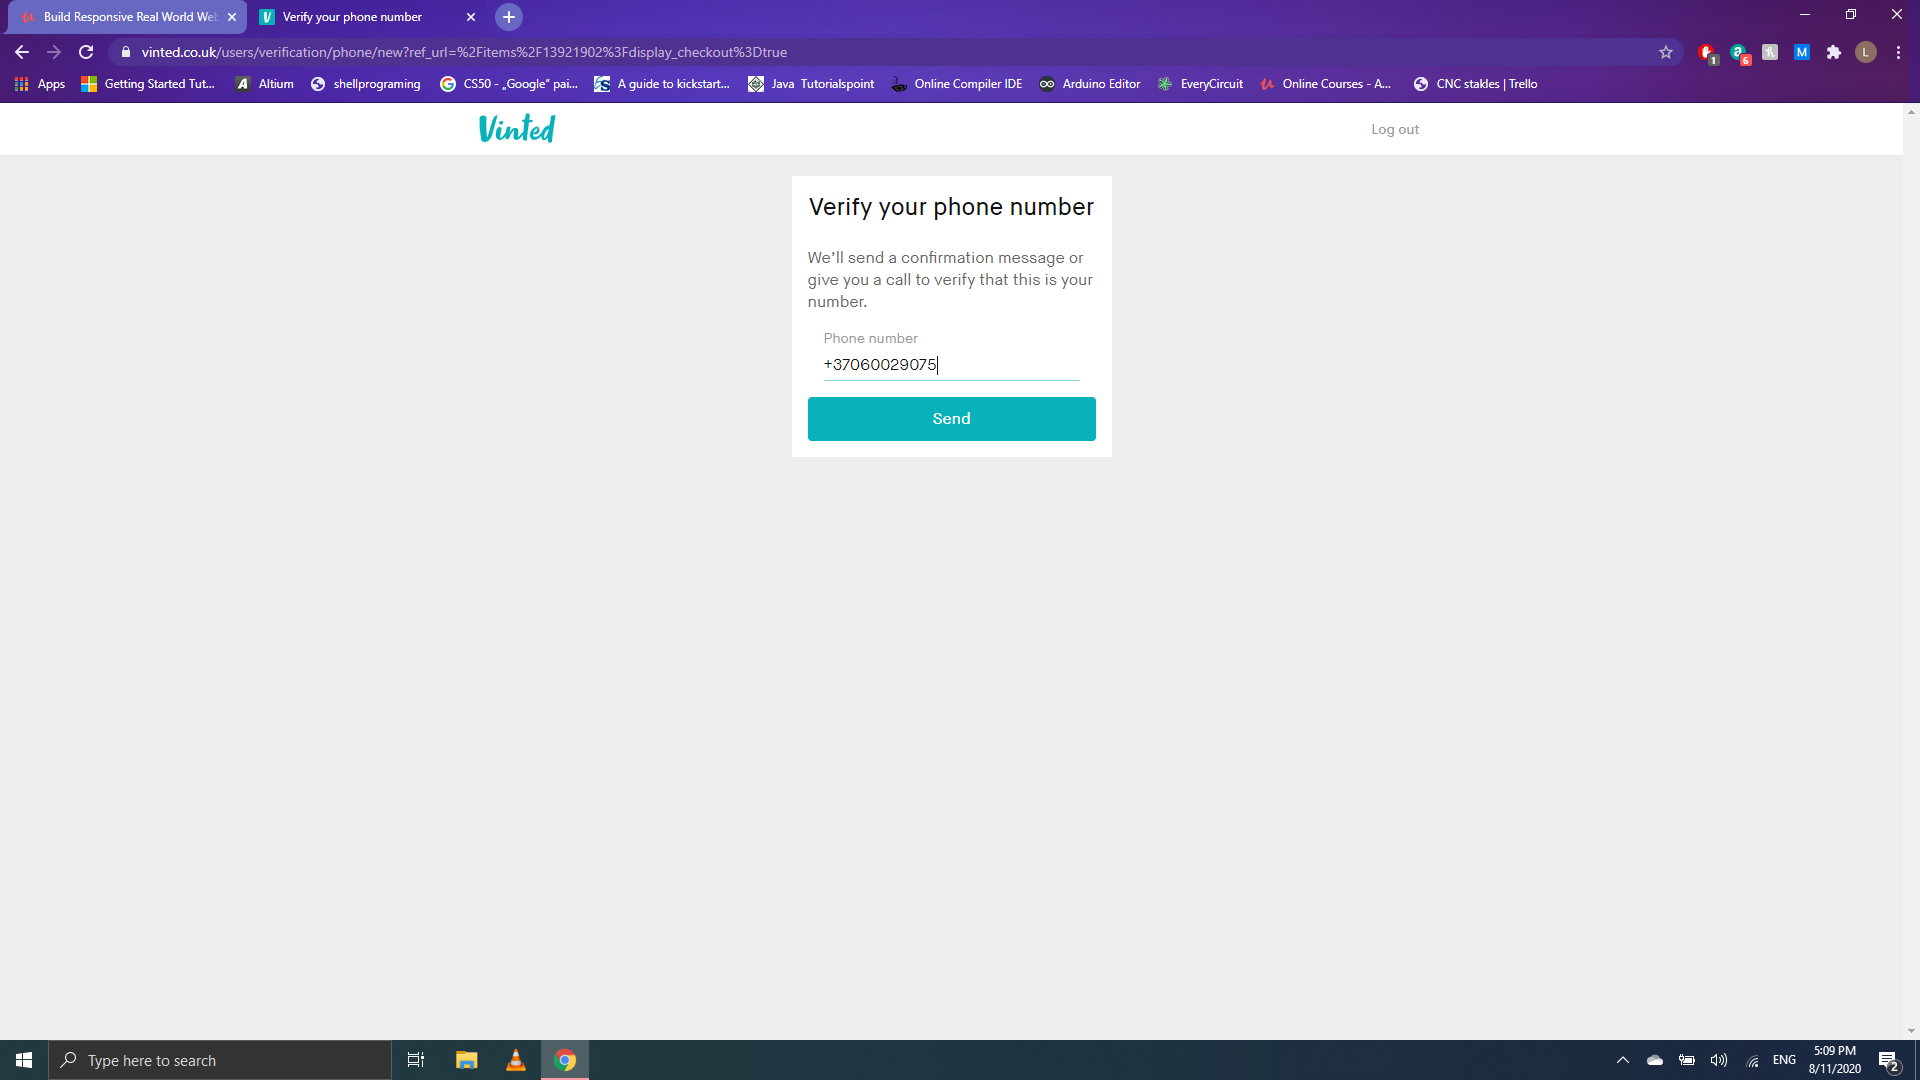 Build Responsive Real World Web
Verify your phone number
vinted.co.uk/users/verification/phone/new?ref_url=%2Fitems%2F13921902%3Fdisplay_checkout%3Dtrue
1
6
M
L
Apps
Getting Started Tut...
Altium
shellprograming
CS50 - „Google“ pai...
A guide to kickstart...
Java Tutorialspoint
Online Compiler IDE
Arduino Editor
EveryCircuit
Online Courses - A...
CNC stakles | Trello
Vinted
Log out
Verify your phone number
We'll send a confirmation message or
give you a call to verify that this is your
number.
Phone number
+37060029075
Send
Type here to search
ENG
5:09 PM
8/11/2020
2